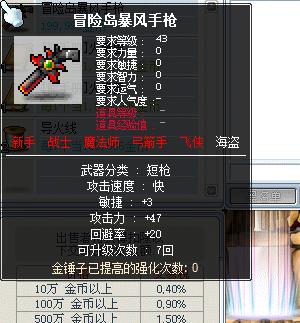 冒险岛暴风手枪
要求等级: 43
要求力量: 0
要求敏捷: 0
要求智力: 0
要求运气: 0
要求人气度: –
道具等级 : –
道具经验值 : –
新手 战士 魔法师 弓箭手 飞侠 海盗
武器分类 : 短枪
攻击速度 : 快
敏捷 : +3
攻击力 : +47
回避率 : +20
可升级次数 : 7回
金锤子已提高的强化次数: 0
导火线
10万 金币以上 0,40%
100万 金币以上 0,90%
500万 金币以上 1,50%